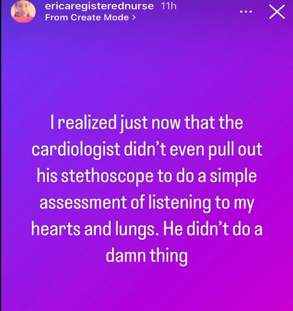 ericaregisterednurse 11h
From Create Mode >
I realized just now that the
cardiologist didn't even pull out
his stethoscope to do a simple
assessment of listening to my
hearts and lungs. He didn't do a
damn thing